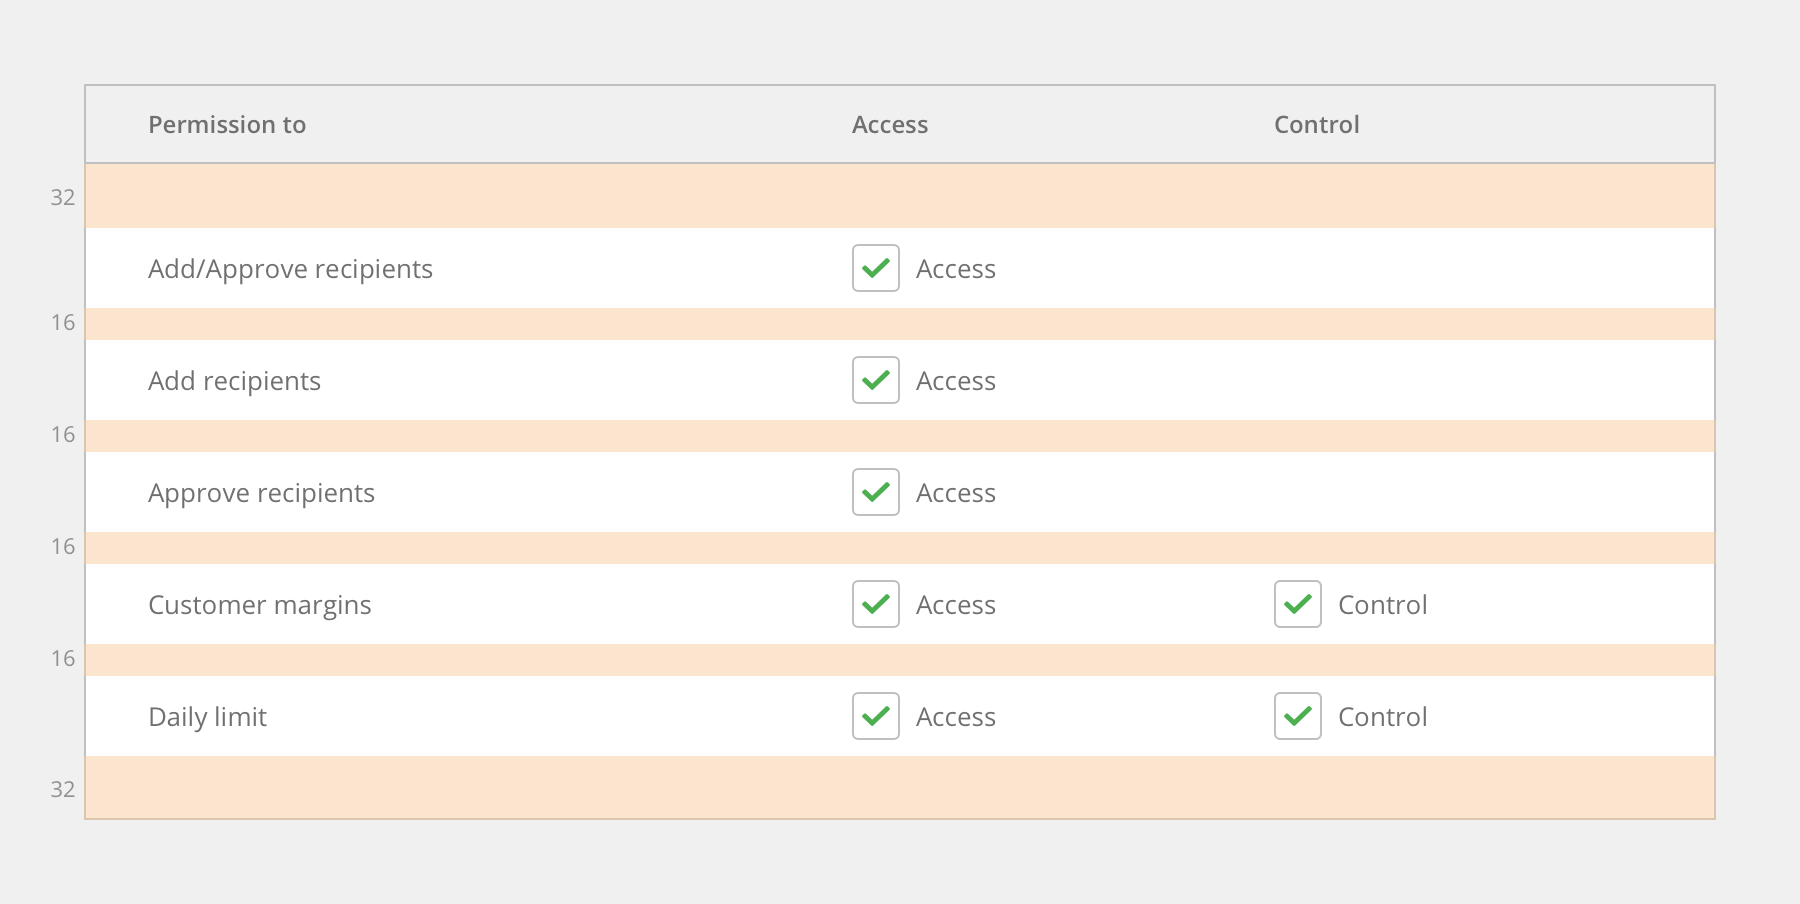 Permission to Access Control
32
Add/Approve recipients Access
16
Add recipients Access
16
Approve recipients Access
16
Customer margins Access Control
16
Daily limit Access Control
32